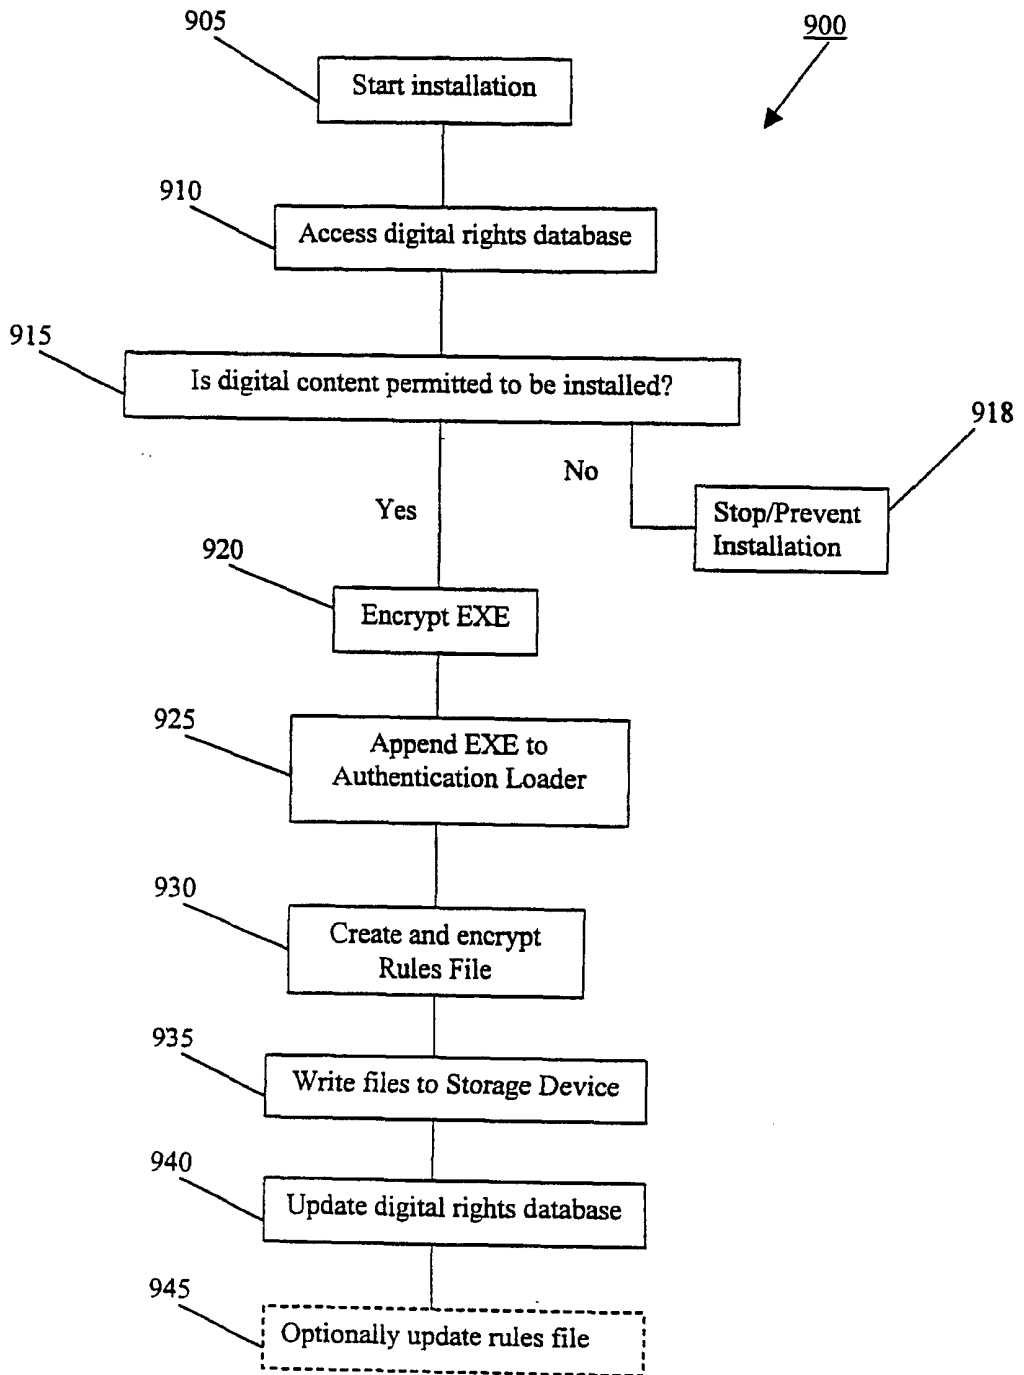 905
900
Start installation
910
Access digital rights database
915
Is digital content permitted to be installed?
918
No
Stop/Prevent
Installation
Yes
920
Encrypt EXE
925
Append EXE to
Authentication Loader
930
Create and encrypt
Rules File
935
Write files to Storage Device
940
Update digital rights database
945
Optionally update rules file